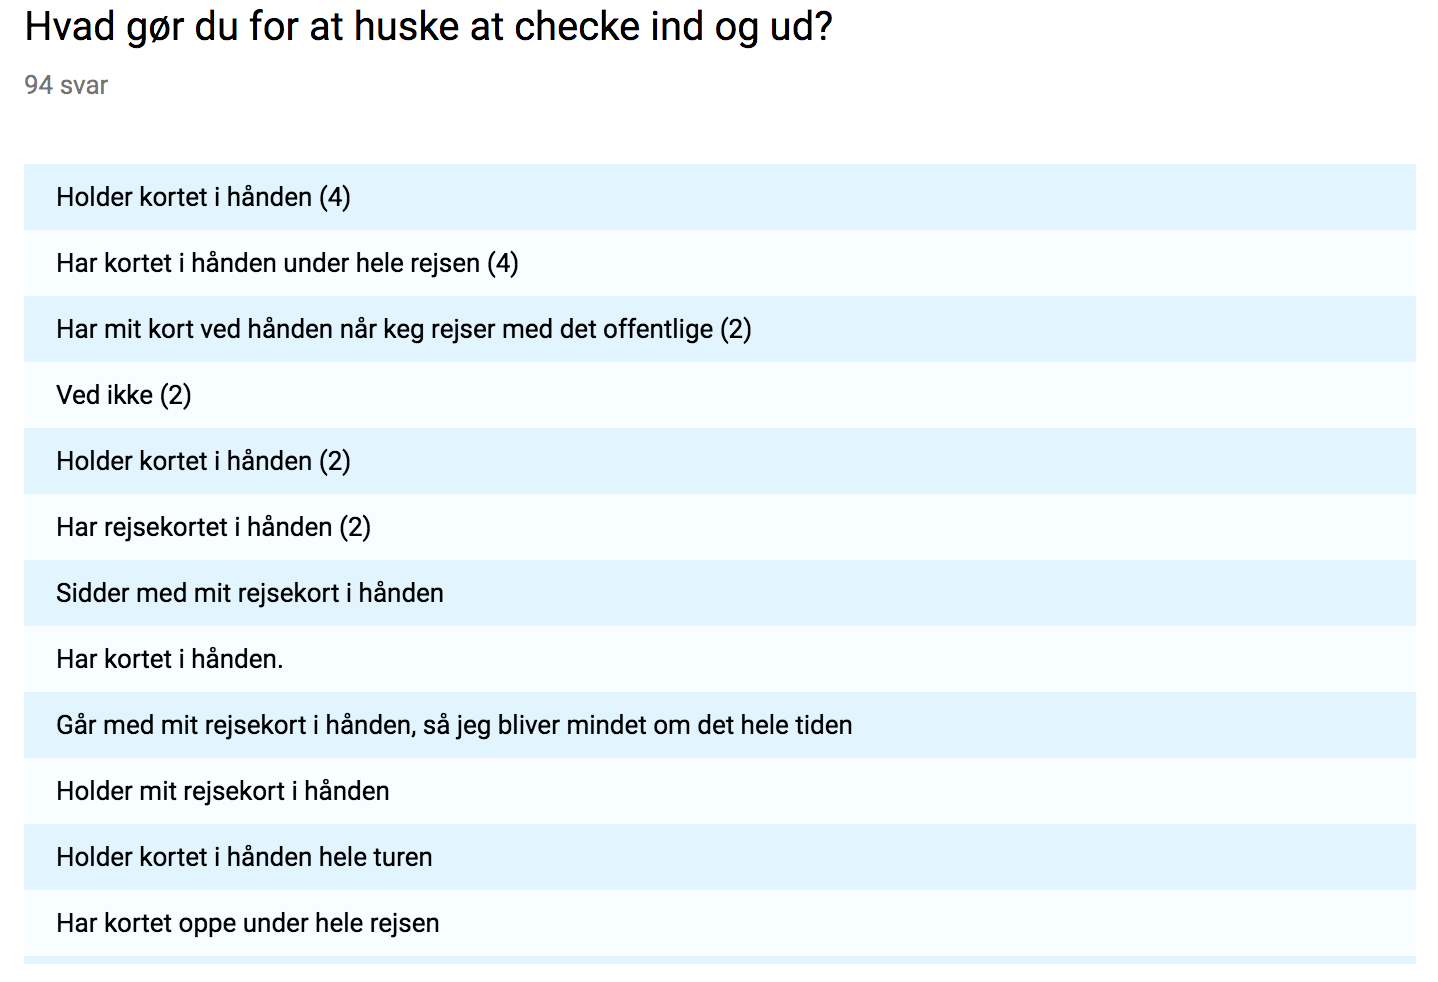 Hvad gør du for at huske at checke ind og ud?
94 svar
Holder kortet i hånden (4)
Har kortet i hånden under hele rejsen (4)
Har mit kort ved hånden når keg rejser med det offentlige (2)
Ved ikke (2)
Holder kortet i hånden (2)
Har rejsekortet i hånden (2)
Sidder med mit rejsekort i hånden
Har kortet i hånden.
Går med mit rejsekort i hånden, så jeg bliver mindet om det hele tiden
Holder mit rejsekort i hånden
Holder kortet i hånden hele turen
Har kortet oppe under hele rejsen